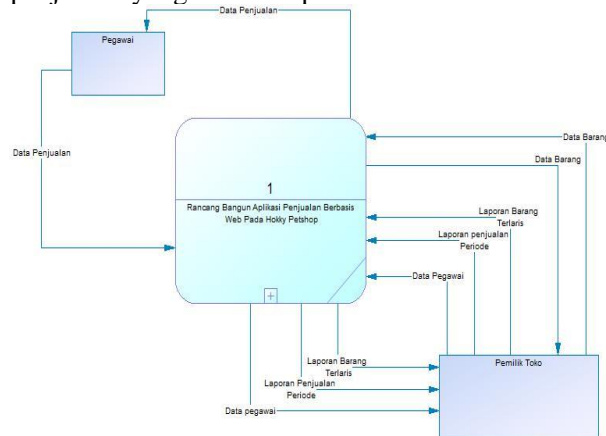 Data Penjualan
Pegawai
Data Penjualan
Data Barang
Data Barang
1
Rancang Bangun Aplikasi Penjualan Berbasis
Web Pada Hokky Petshop
Laporan Barang
Terlaris
Laporan penjualan
Periode
Data Pegawai
Laporan Barang
Terlaris
Laporan Penjualan
Periode
Data pegawai
Pemilik Toko